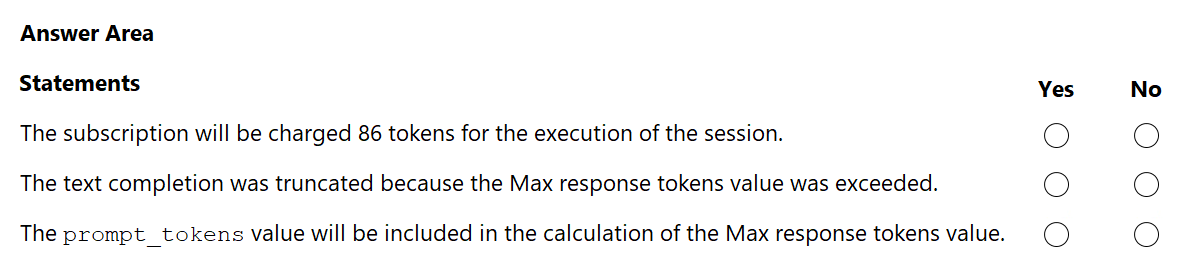 Answer Area
Statements
Yes No
The subscription will be charged 86 tokens for the execution of the session.
The text completion was truncated because the Max response tokens value was exceeded.
The prompt_tokens value will be included in the calculation of the Max response tokens value.